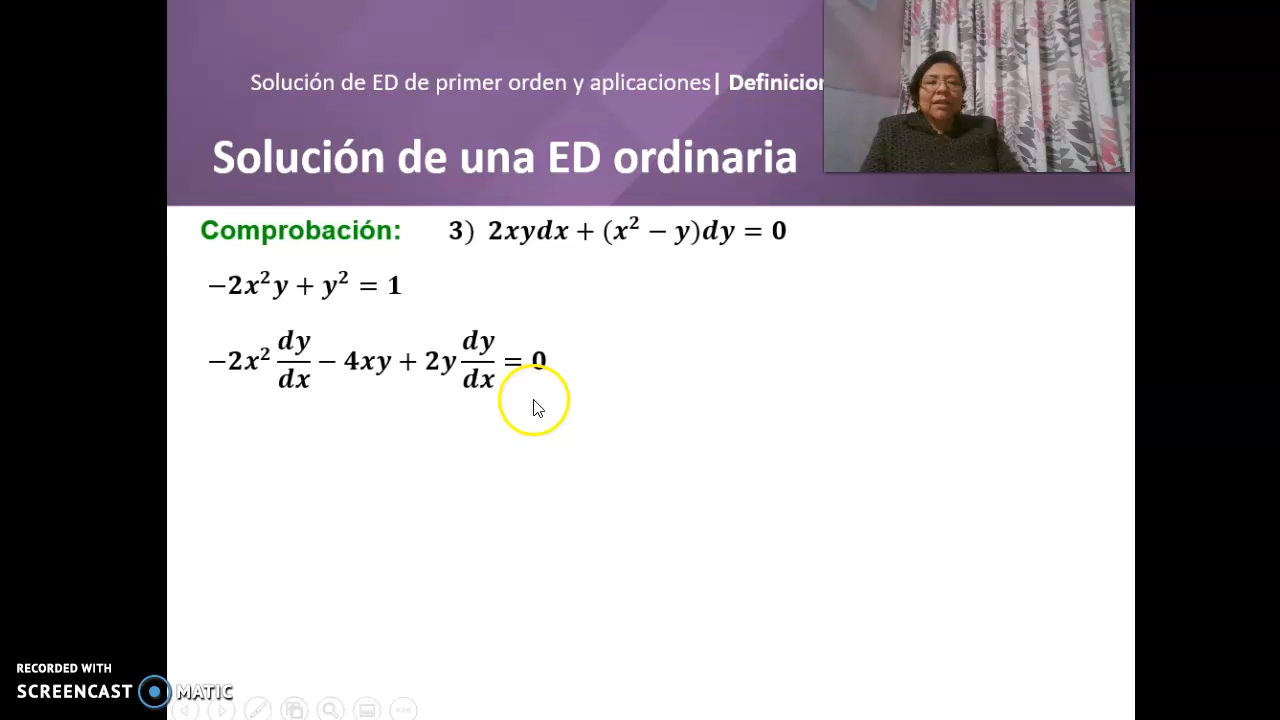 Solución de ED de primer orden y aplicaciones| Definicion
Solución de una ED ordinaria
Comprobación: 3) 2xydx + (x² − y)dy = 0
−2x²y + y² = 1
−2x² dy/dx − 4xy + 2y dy/dx = 0
RECORDED WITH
SCREENCAST MATIC